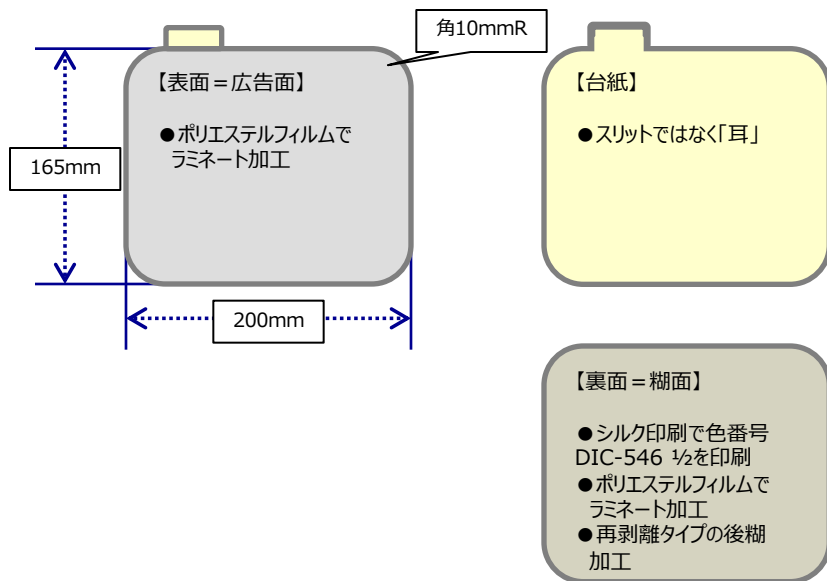 角10mmR
【表面＝広告面】
●ポリエステルフィルムで
ラミネート加工
165mm
200mm
【台紙】
●スリットではなく「耳」
【裏面＝糊面】
●シルク印刷で色番号
DIC-546 ½を印刷
●ポリエステルフィルムで
ラミネート加工
●再剥離タイプの後糊
加工